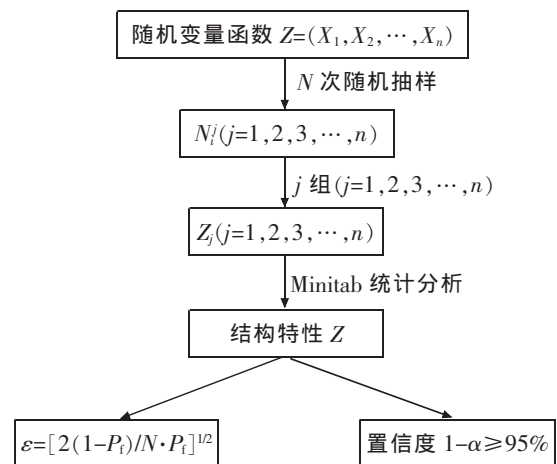 随机变量函数 Z=(X₁,X₂,…,Xₙ)
N 次随机抽样
Nᵢʲ(j=1,2,3,…,n)
j 组(j=1,2,3,…,n)
Zⱼ(j=1,2,3,…,n)
Minitab 统计分析
结构特性 Z
ε=[2(1-P_f)/N·P_f]^{1/2}
置信度 1-α≥95%